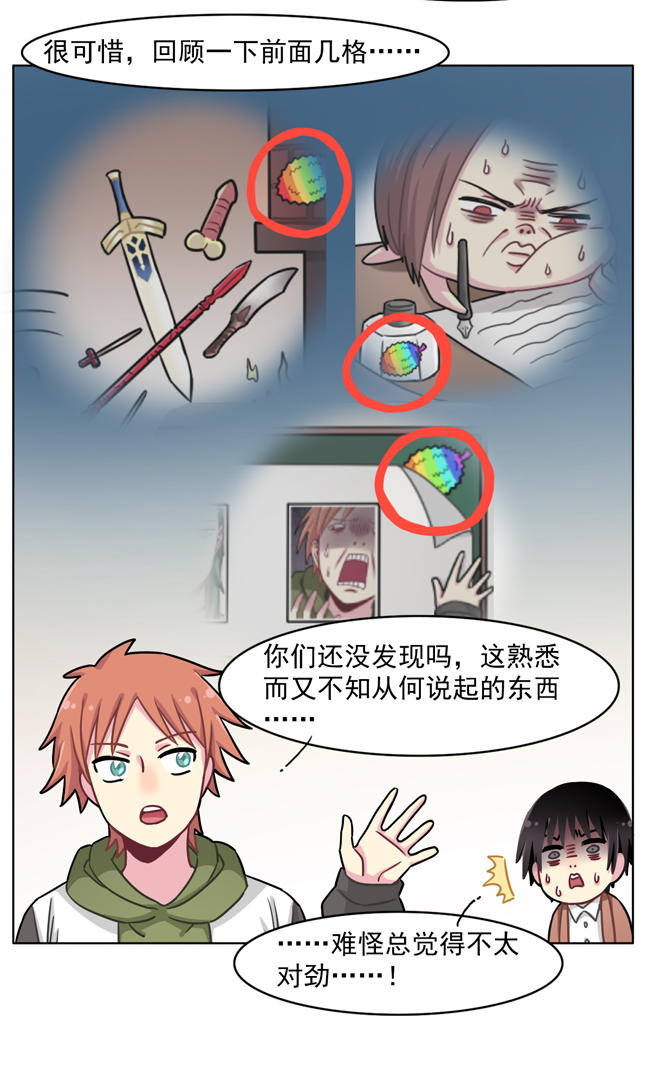 很可惜，回顾一下前面几格……
你们还没发现吗，这熟悉
而又不知从何说起的东西
……
……难怪总觉得不太
对劲……！